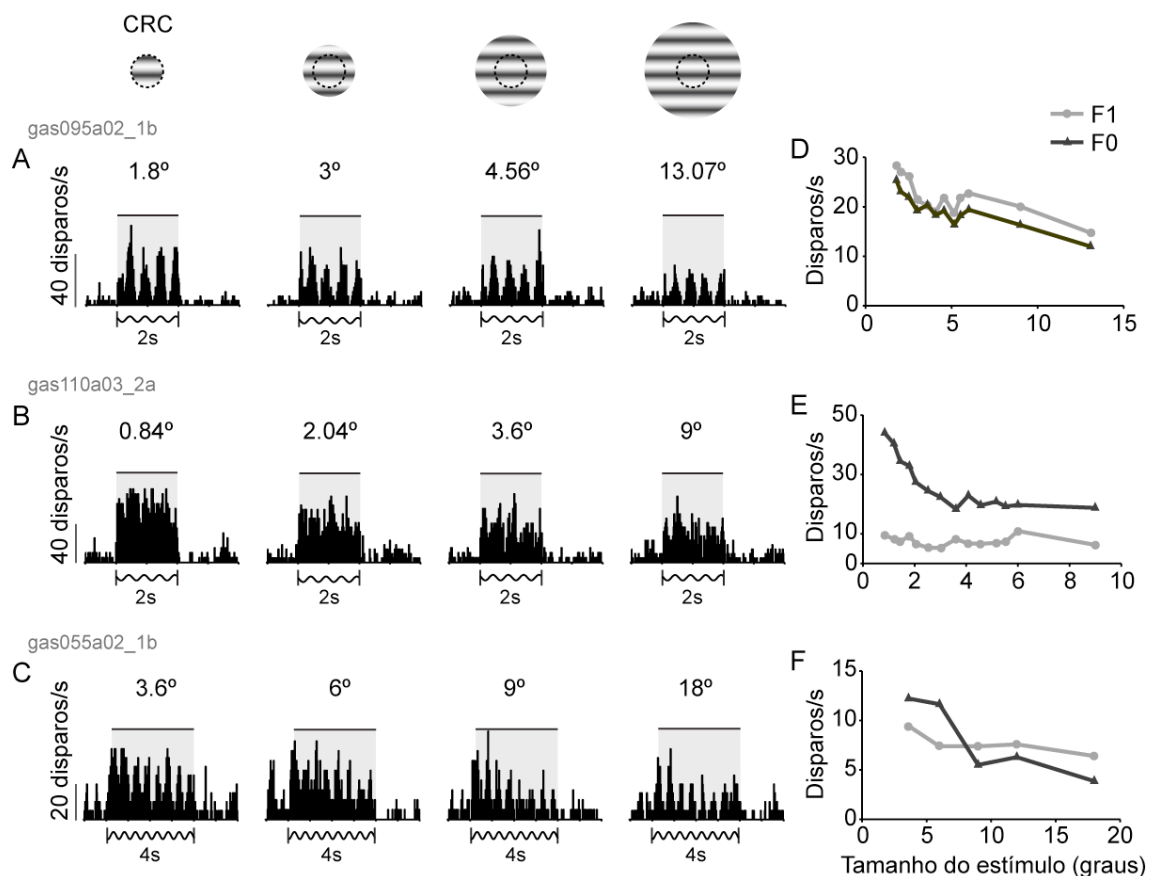 CRC
gas095a02_1b
F1
F0
A
1.8º 3º 4.56º 13.07º
40 disparos/s
2s 2s 2s 2s
D
Disparos/s
30
20
10
0
0 5 10 15
gas110a03_2a
B
0.84º 2.04º 3.6º 9º
40 disparos/s
2s 2s 2s 2s
E
Disparos/s
50
30
10
0
0 2 4 6 8 10
gas055a02_1b
C
3.6º 6º 9º 18º
20 disparos/s
4s 4s 4s 4s
F
Disparos/s
15
10
5
0
0 5 10 15 20
Tamanho do estímulo (graus)